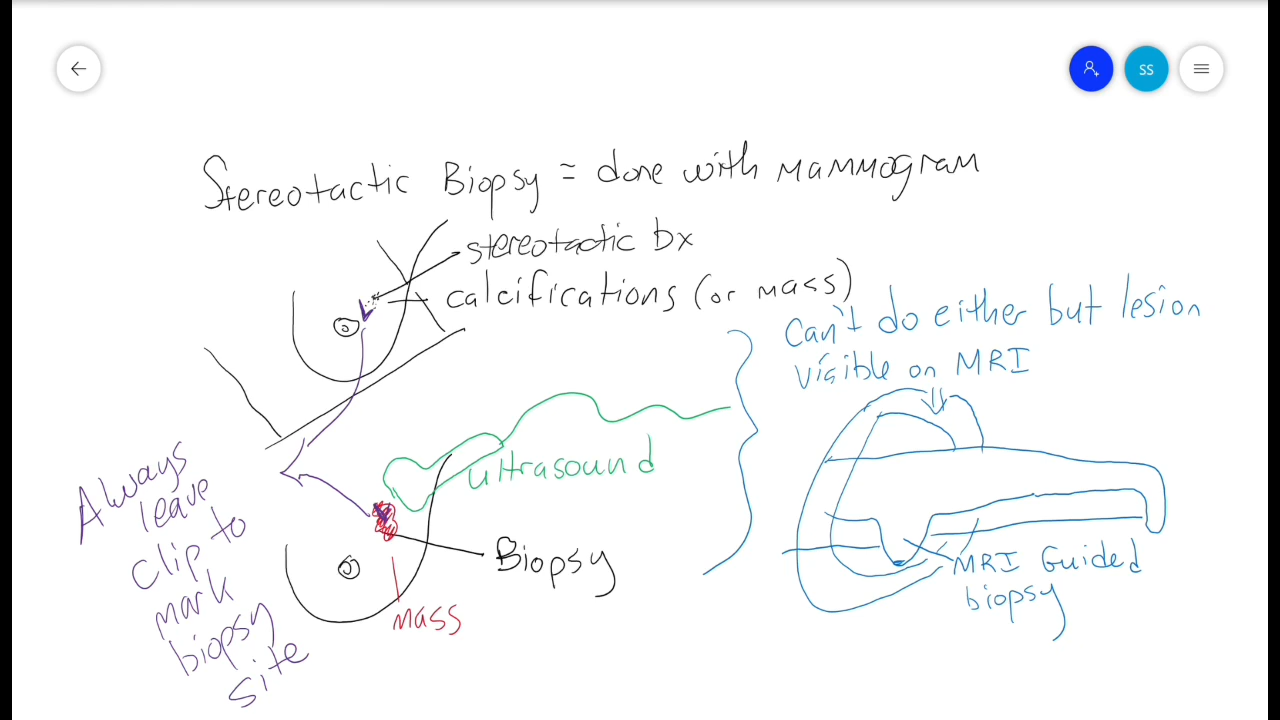 SS
Stereotactic Biopsy = done with mammogram
stereotactic bx
calcifications (or mass)
Can't do either but lesion
visible on MRI
ultrasound
Biopsy
mass
MRI Guided
biopsy
Always
leave
clip to
mark
biopsy
site